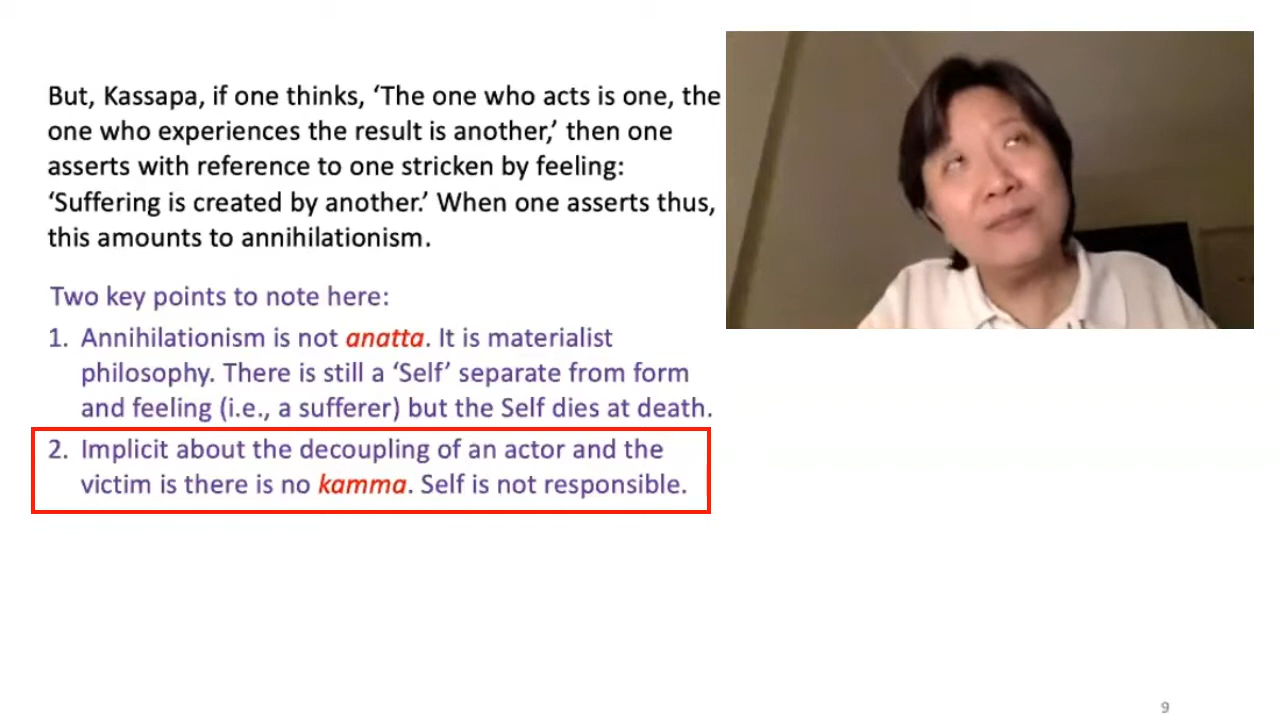 But, Kassapa, if one thinks, ‘The one who acts is one, the
one who experiences the result is another,’ then one
asserts with reference to one stricken by feeling:
‘Suffering is created by another.’ When one asserts thus,
this amounts to annihilationism.
Two key points to note here:
1. Annihilationism is not anatta. It is materialist
philosophy. There is still a ‘Self’ separate from form
and feeling (i.e., a sufferer) but the Self dies at death.
2. Implicit about the decoupling of an actor and the
victim is there is no kamma. Self is not responsible.
9